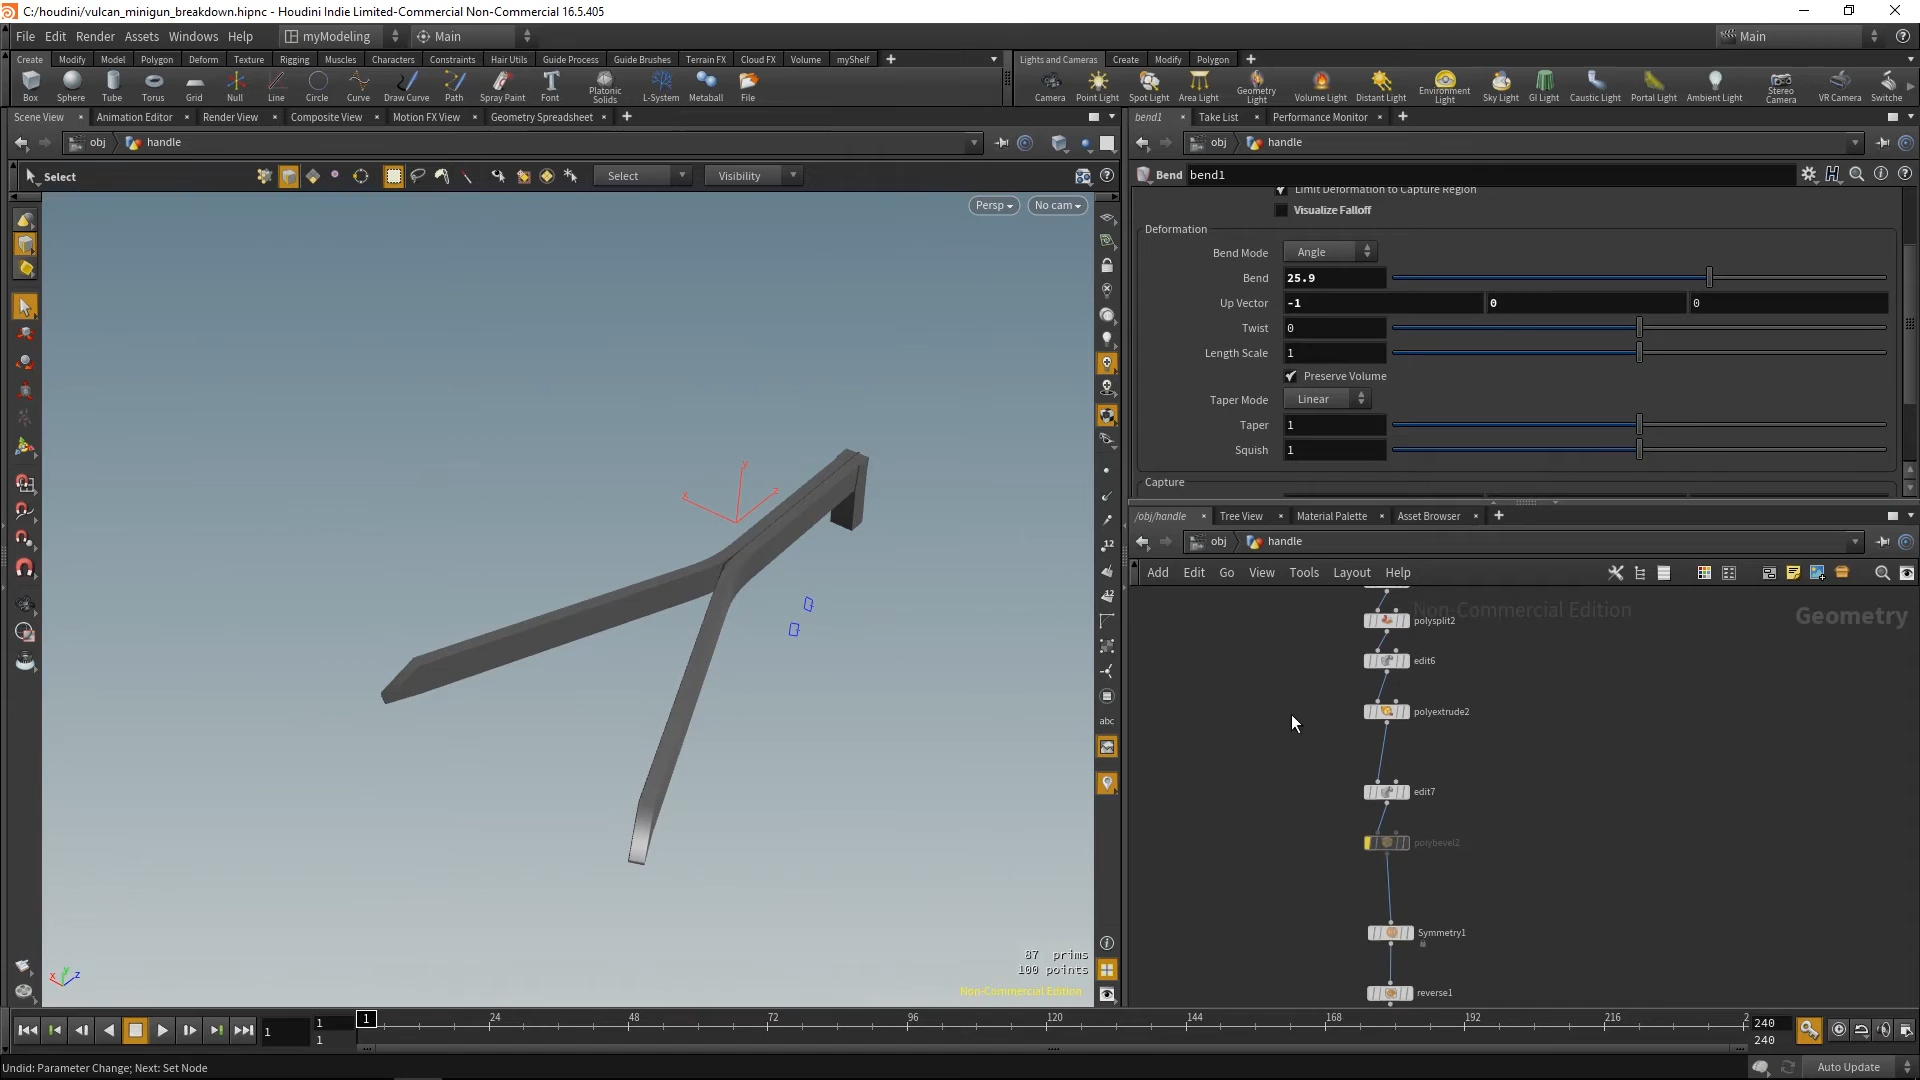 C:/houdini/vulcan_minigun_breakdown.hipnc - Houdini Indie Limited-Commercial Non-Commercial 16.5.405
File Edit Render Assets Windows Help myModeling Main Main
Create Modify Model Polygon Deform Texture Rigging Muscles Characters Constraints Hair Utils Guide Process Guide Brushes Terrain FX Cloud FX Volume myShelf
Lights and Cameras Create Modify Polygon
Box Sphere Tube Torus Grid Null Line Circle Curve Draw Curve Path Spray Paint Font Platonic Solids L-System Metaball File
Camera Point Light Spot Light Area Light Geometry Light Volume Light Distant Light Environment Light Sky Light GI Light Caustic Light Portal Light Ambient Light Stereo Camera VR Camera Switche
Scene View Animation Editor Render View Composite View Motion FX View Geometry Spreadsheet
bend1 Take List Performance Monitor
obj handle
obj handle
Select Select Visibility
Bend bend1
Persp No cam
Limit Deformation to Capture Region
Visualize Falloff
Deformation
Bend Mode Angle
Bend 25.9
Up Vector -1 0 0
Twist 0
Length Scale 1
Preserve Volume
Taper Mode Linear
Taper 1
Squish 1
Capture
/obj/handle Tree View Material Palette Asset Browser
obj handle
Add Edit Go View Tools Layout Help
Non-Commercial Edition
Geometry
polysplit2
edit6
polyextrude2
edit7
polybevel2
Symmetry1
reverse1
y
x
z
12
12
abc
x y z
87 prims
100 points
Non-Commercial Edition
1 1 1 1 24 48 72 96 120 144 168 192 216 2 240 240
Undid: Parameter Change; Next: Set Node
Auto Update